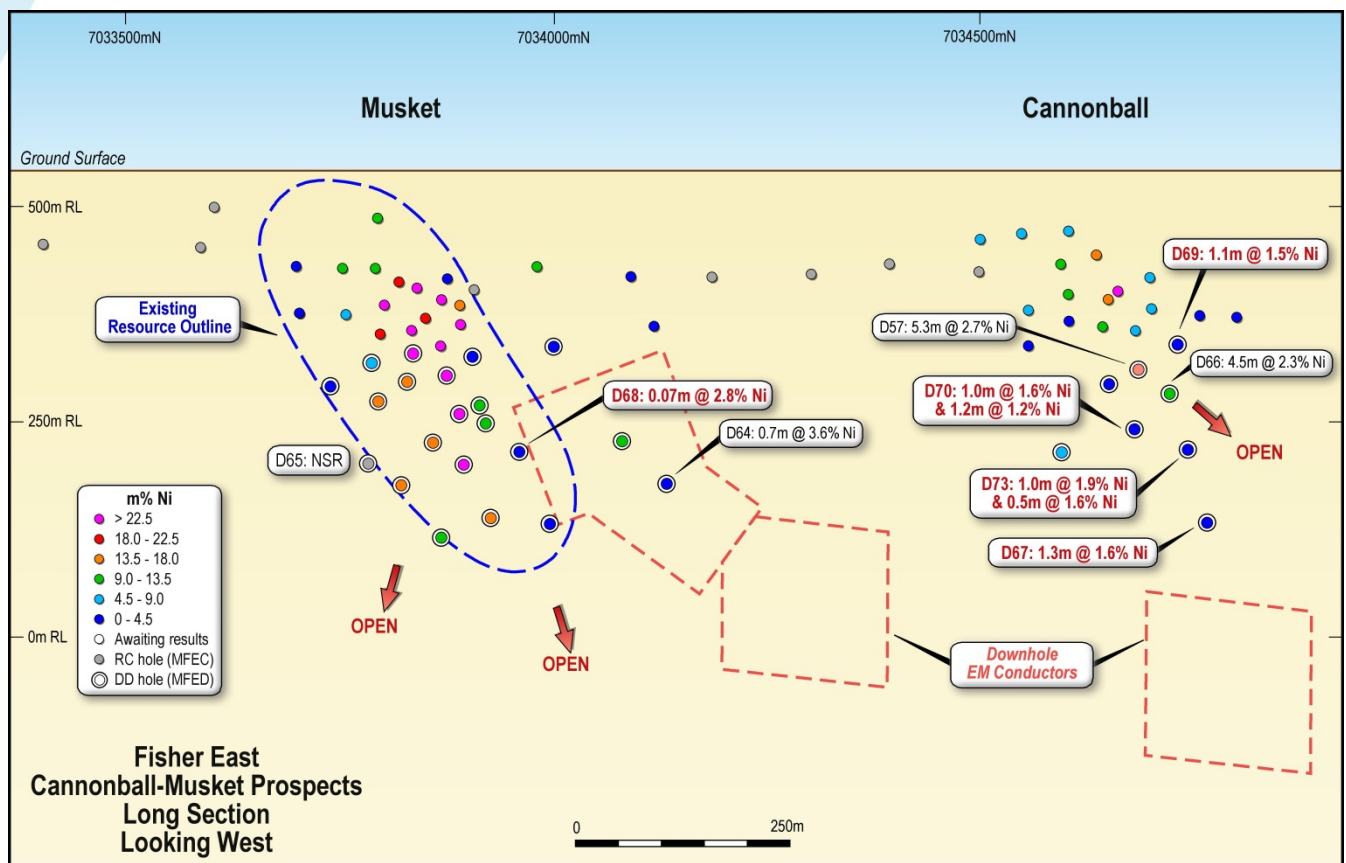 7033500mN
7034000mN
7034500mN
Musket
Cannonball
Ground Surface
500m RL
D69: 1.1m @ 1.5% Ni
Existing
Resource Outline
D57: 5.3m @ 2.7% Ni
D66: 4.5m @ 2.3% Ni
D70: 1.0m @ 1.6% Ni
& 1.2m @ 1.2% Ni
D68: 0.07m @ 2.8% Ni
250m RL
D64: 0.7m @ 3.6% Ni
OPEN
D65: NSR
D73: 1.0m @ 1.9% Ni
& 0.5m @ 1.6% Ni
m% Ni
> 22.5
18.0 - 22.5
13.5 - 18.0
9.0 - 13.5
4.5 - 9.0
0 - 4.5
Awaiting results
RC hole (MFEC)
DD hole (MFED)
D67: 1.3m @ 1.6% Ni
OPEN
0m RL
OPEN
Downhole
EM Conductors
Fisher East
Cannonball-Musket Prospects
Long Section
Looking West
0
250m